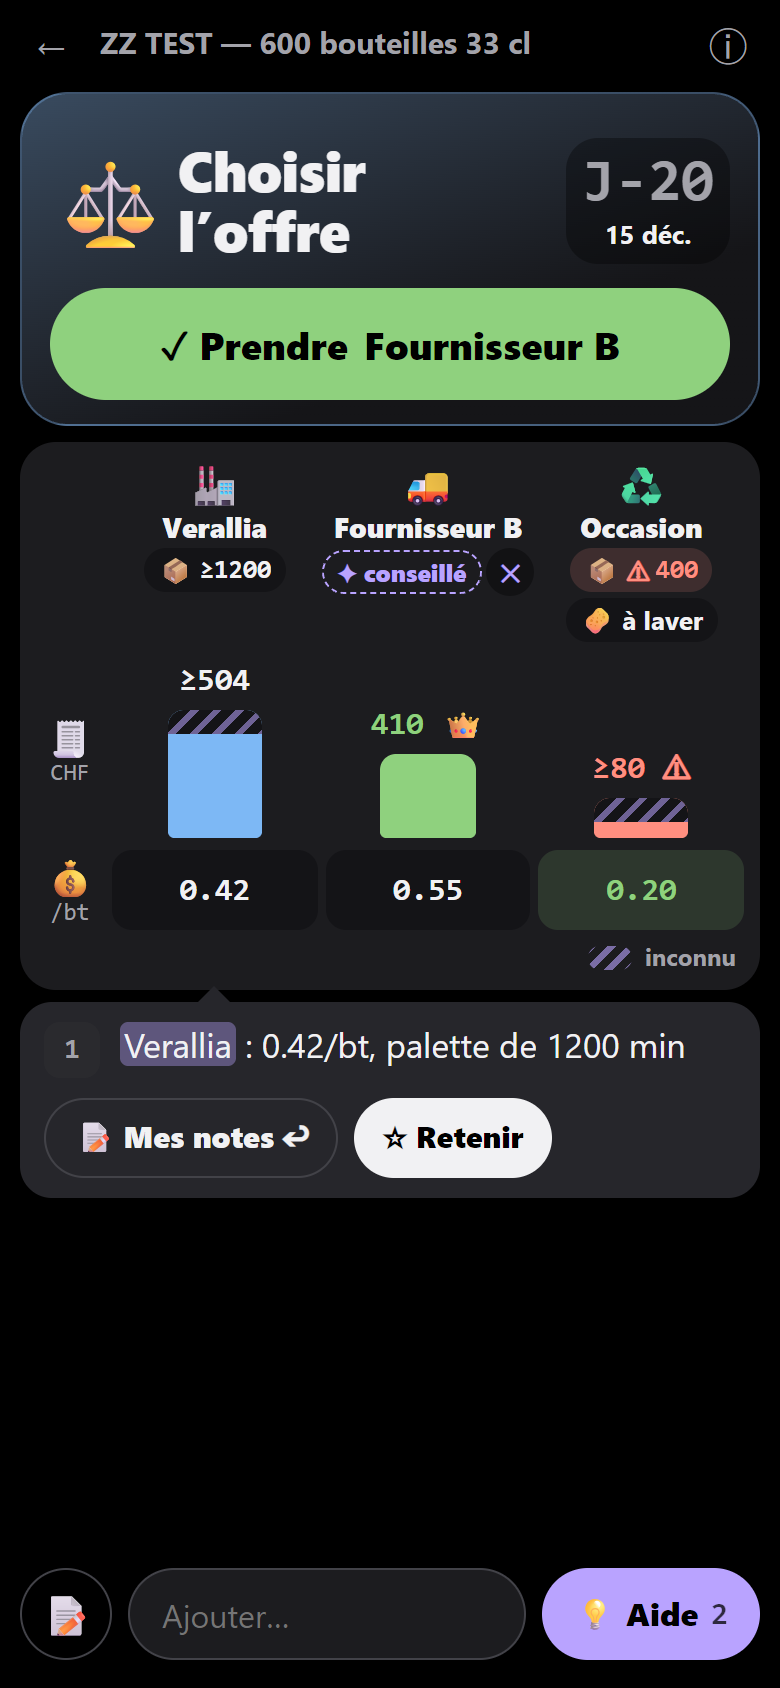 ← ZZ TEST — 600 bouteilles 33 cl ⓘ
Choisir
l’offre
J-20
15 déc.
✓ Prendre Fournisseur B
Verallia Fournisseur B Occasion
≥1200 ✦ conseillé × ⚠ 400
à laver
≥504
410
≥80 ⚠
CHF
0.42 0.55 0.20
/bt
inconnu
1 Verallia : 0.42/bt, palette de 1200 min
Mes notes ↩ ☆ Retenir
Ajouter... Aide 2